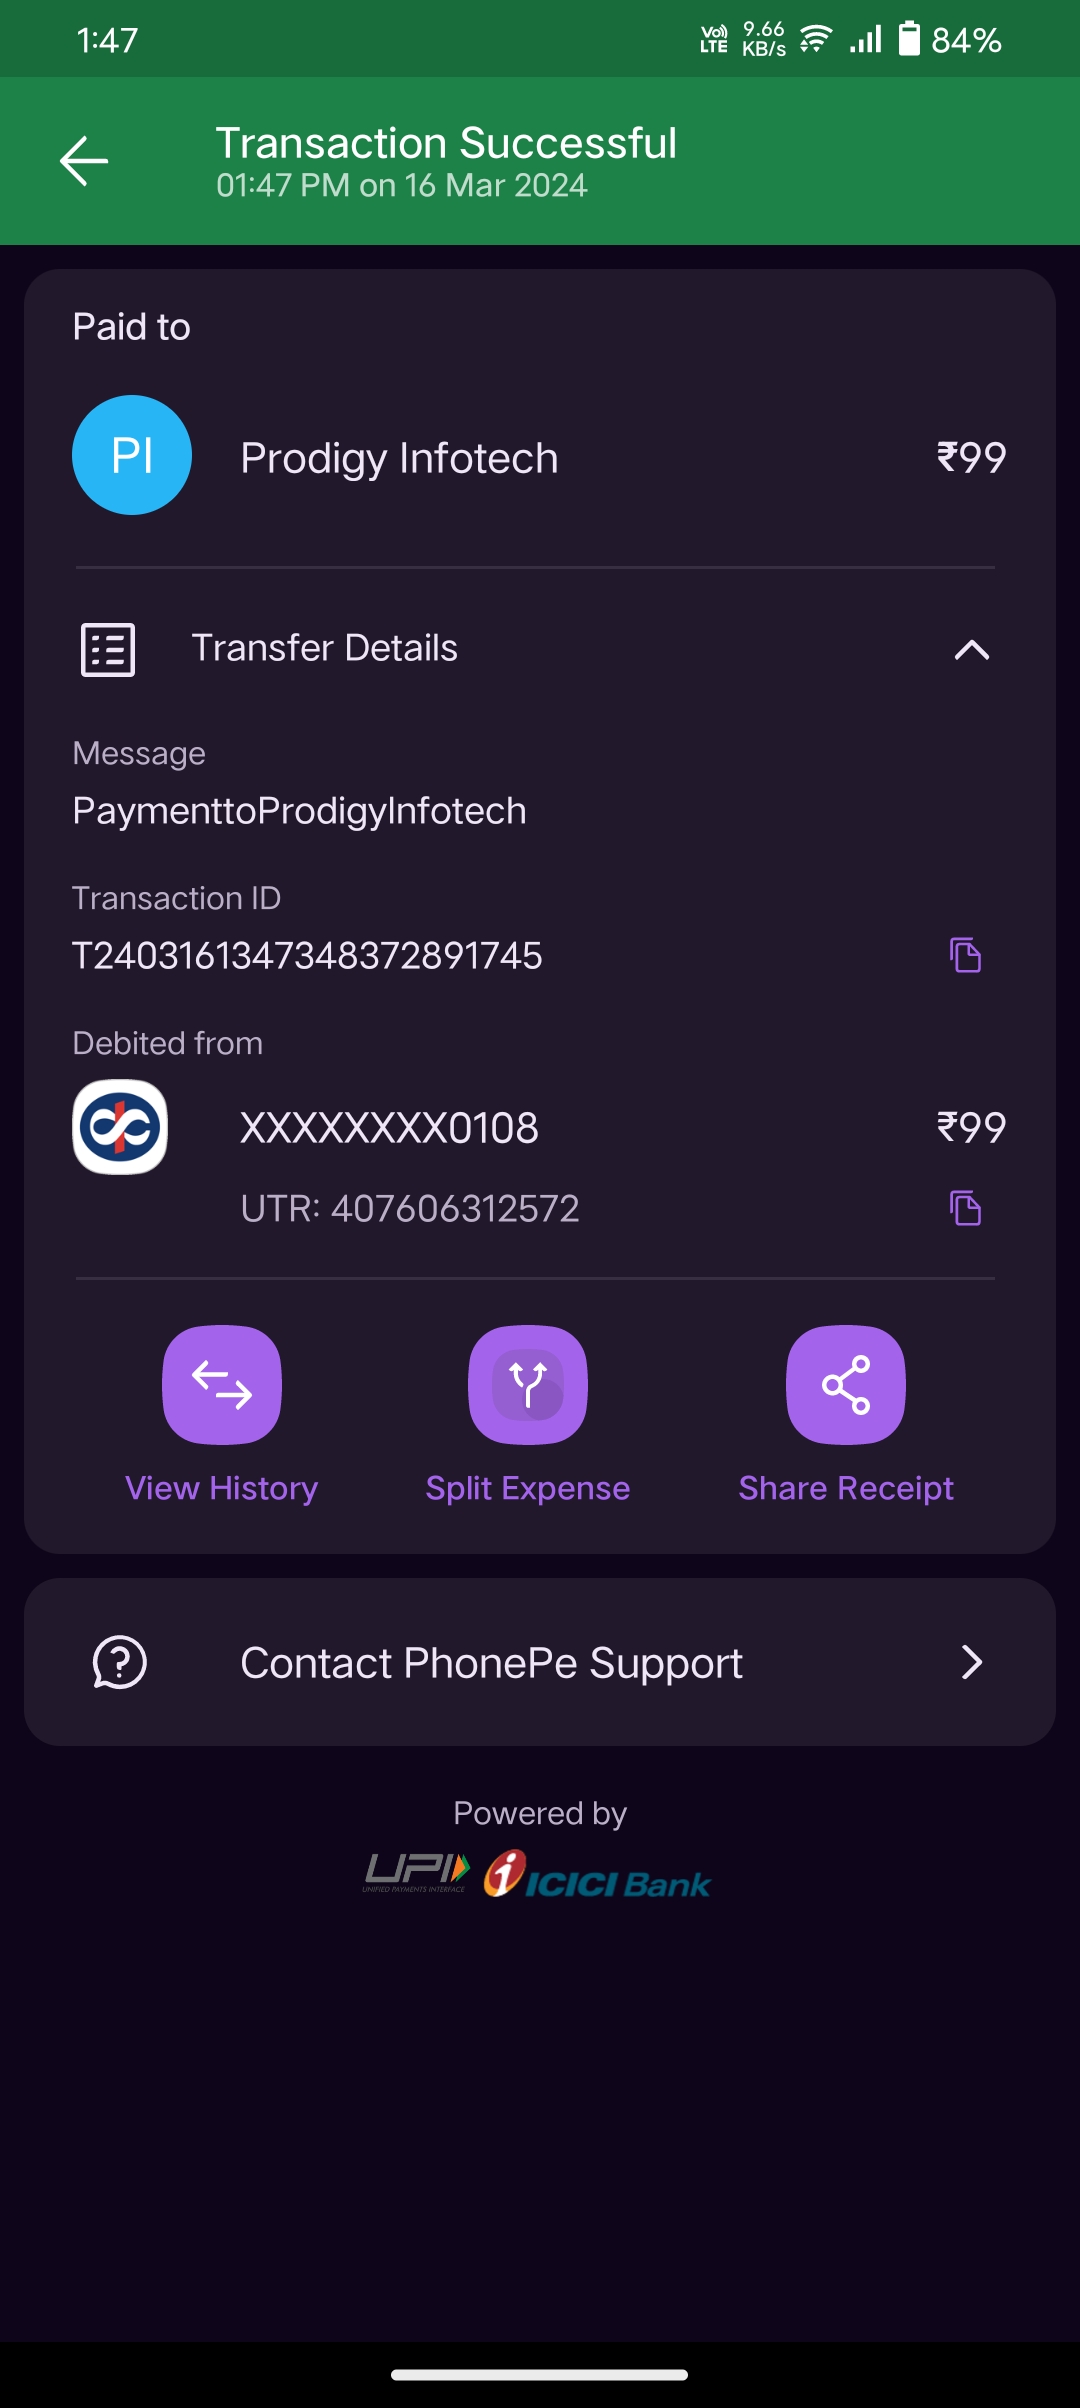 1:47
Vo)) LTE 9.66 KB/s 84%
Transaction Successful
01:47 PM on 16 Mar 2024
Paid to
PI Prodigy Infotech ₹99
Transfer Details
Message
PaymenttoProdigyInfotech
Transaction ID
T2403161347348372891745
Debited from
XXXXXXXX0108 ₹99
UTR: 407606312572
View History Split Expense Share Receipt
Contact PhonePe Support
Powered by
UPI ICICI Bank
UNIFIED PAYMENTS INTERFACE